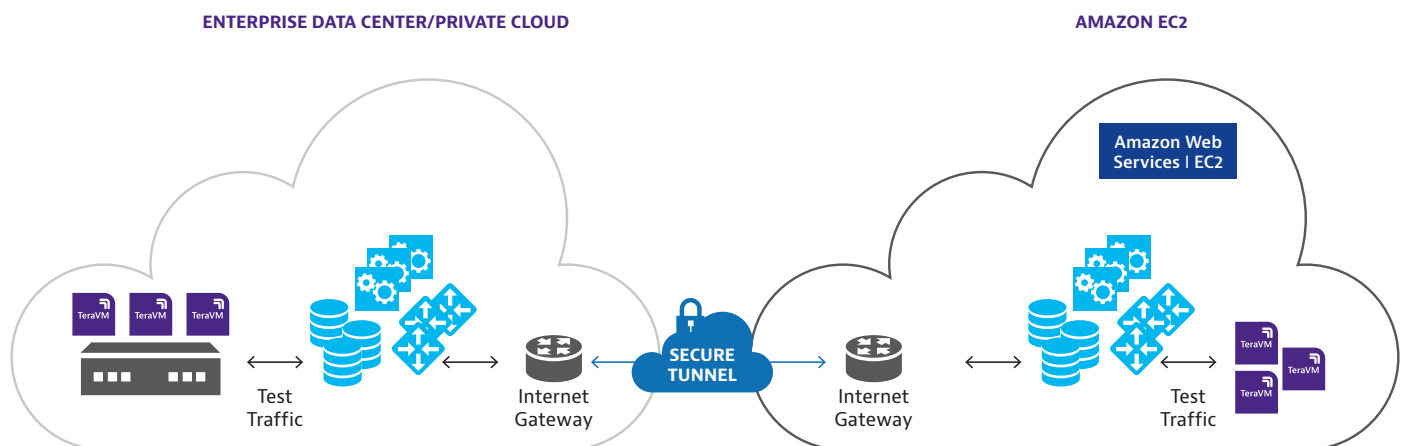 ENTERPRISE DATA CENTER/PRIVATE CLOUD
AMAZON EC2
Amazon Web
Services | EC2
TeraVM
TeraVM
TeraVM
Test
Traffic
Internet
Gateway
SECURE
TUNNEL
Internet
Gateway
Test
Traffic
TeraVM
TeraVM
TeraVM